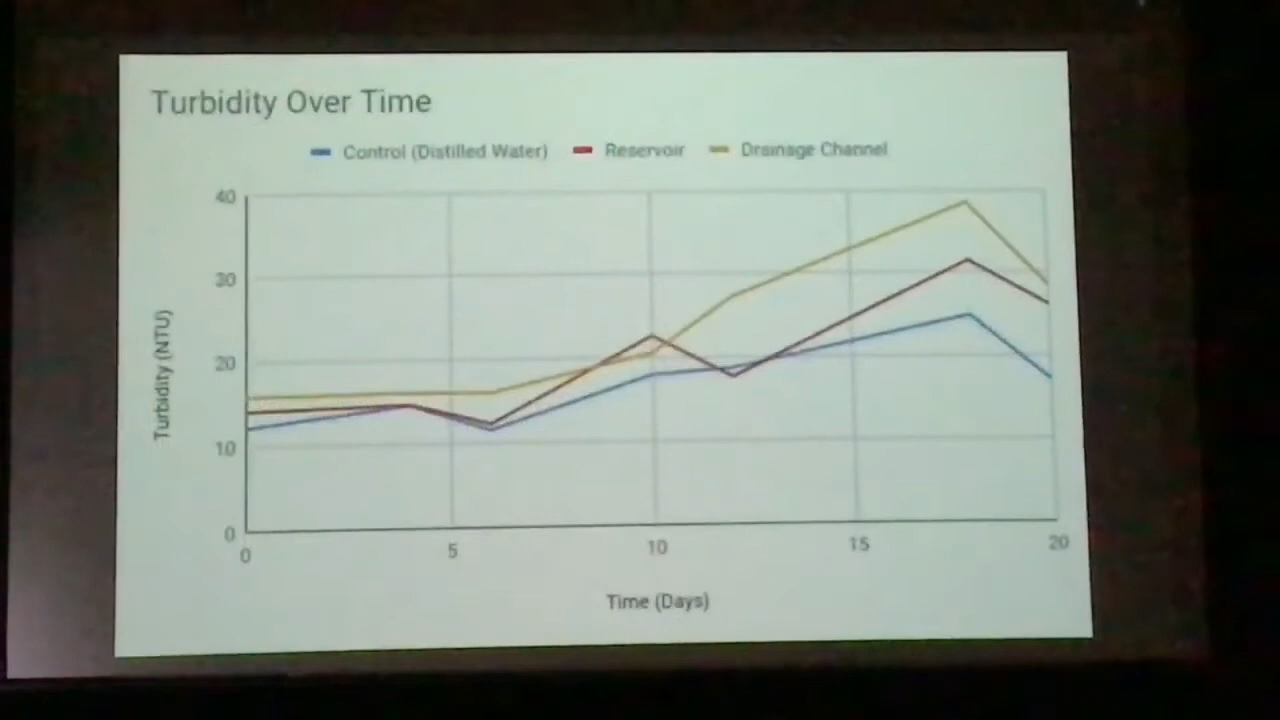 Turbidity Over Time
Control (Distilled Water) Reservoir Drainage Channel
40
30
20
10
0
Turbidity (NTU)
0 5 10 15 20
Time (Days)